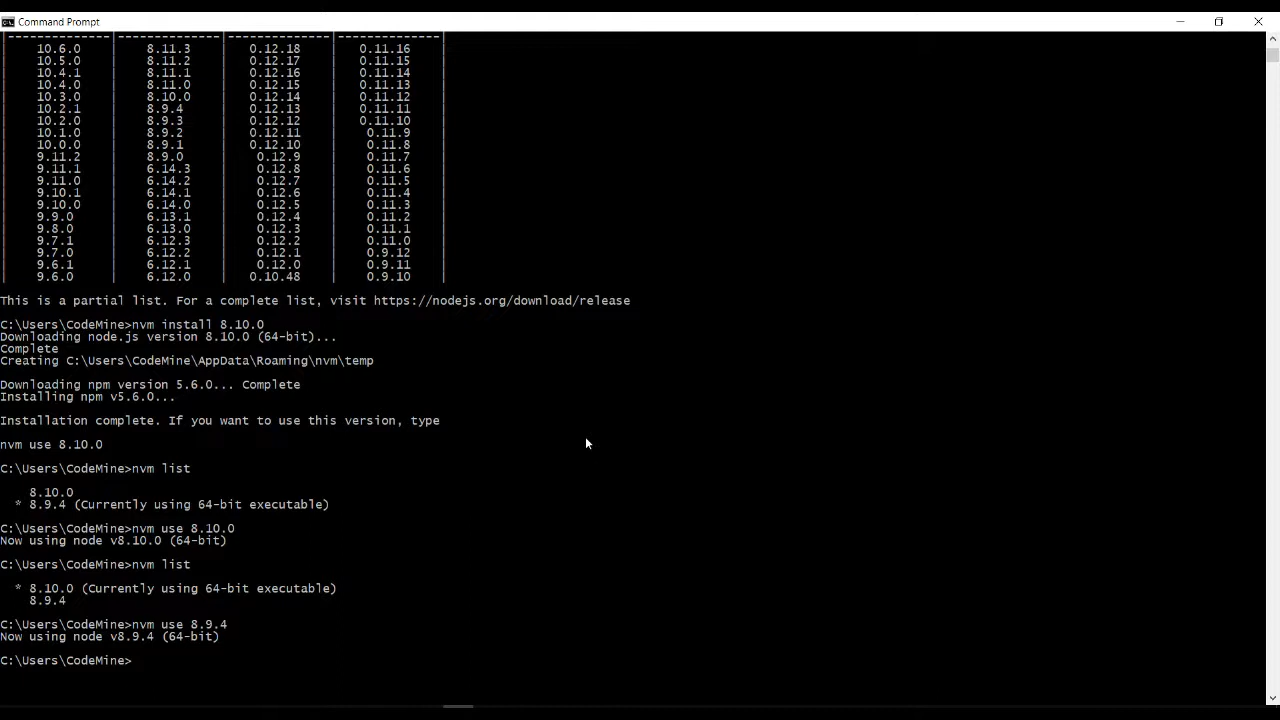 Command Prompt
|--------------|--------------|--------------|--------------|
| 10.6.0 | 8.11.3 | 0.12.18 | 0.11.16 |
| 10.5.0 | 8.11.2 | 0.12.17 | 0.11.15 |
| 10.4.1 | 8.11.1 | 0.12.16 | 0.11.14 |
| 10.4.0 | 8.11.0 | 0.12.15 | 0.11.13 |
| 10.3.0 | 8.10.0 | 0.12.14 | 0.11.12 |
| 10.2.1 | 8.9.4 | 0.12.13 | 0.11.11 |
| 10.2.0 | 8.9.3 | 0.12.12 | 0.11.10 |
| 10.1.0 | 8.9.2 | 0.12.11 | 0.11.9 |
| 10.0.0 | 8.9.1 | 0.12.10 | 0.11.8 |
| 9.11.2 | 8.9.0 | 0.12.9 | 0.11.7 |
| 9.11.1 | 6.14.3 | 0.12.8 | 0.11.6 |
| 9.11.0 | 6.14.2 | 0.12.7 | 0.11.5 |
| 9.10.1 | 6.14.1 | 0.12.6 | 0.11.4 |
| 9.10.0 | 6.14.0 | 0.12.5 | 0.11.3 |
| 9.9.0 | 6.13.1 | 0.12.4 | 0.11.2 |
| 9.8.0 | 6.13.0 | 0.12.3 | 0.11.1 |
| 9.7.1 | 6.12.3 | 0.12.2 | 0.11.0 |
| 9.7.0 | 6.12.2 | 0.12.1 | 0.9.12 |
| 9.6.1 | 6.12.1 | 0.12.0 | 0.9.11 |
| 9.6.0 | 6.12.0 | 0.10.48 | 0.9.10 |
This is a partial list. For a complete list, visit https://nodejs.org/download/release
C:\Users\CodeMine>nvm install 8.10.0
Downloading node.js version 8.10.0 (64-bit)...
Complete
Creating C:\Users\CodeMine\AppData\Roaming\nvm\temp
Downloading npm version 5.6.0... Complete
Installing npm v5.6.0...
Installation complete. If you want to use this version, type
nvm use 8.10.0
C:\Users\CodeMine>nvm list
8.10.0
* 8.9.4 (Currently using 64-bit executable)
C:\Users\CodeMine>nvm use 8.10.0
Now using node v8.10.0 (64-bit)
C:\Users\CodeMine>nvm list
* 8.10.0 (Currently using 64-bit executable)
8.9.4
C:\Users\CodeMine>nvm use 8.9.4
Now using node v8.9.4 (64-bit)
C:\Users\CodeMine>